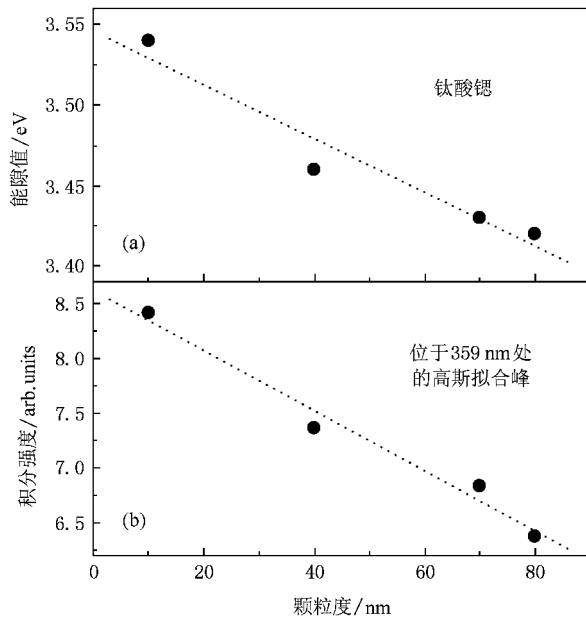 3.55
3.50
3.45
3.40
能隙值/eV
钛酸锶
(a)
8.5
8.0
7.5
7.0
6.5
积分强度/arb.units
位于359 nm处
的高斯拟合峰
(b)
0
20
40
60
80
颗粒度/nm